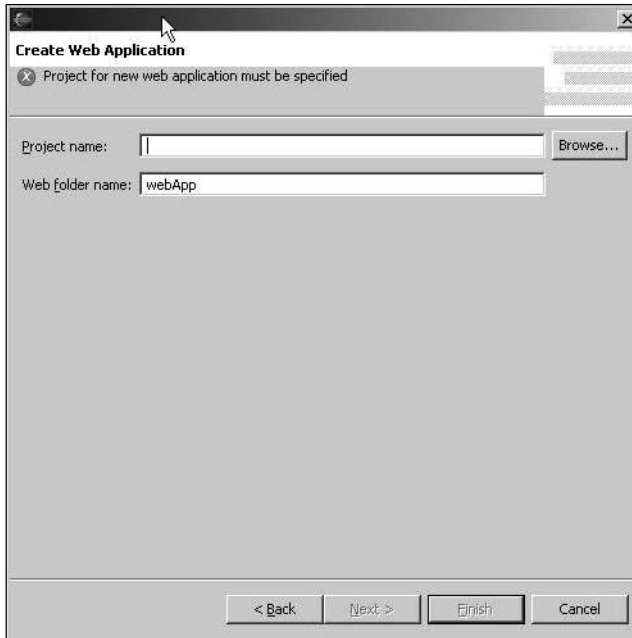 Create Web Application
Project for new web application must be specified
Project name:
Browse...
Web folder name: webApp
< Back
Next >
Finish
Cancel